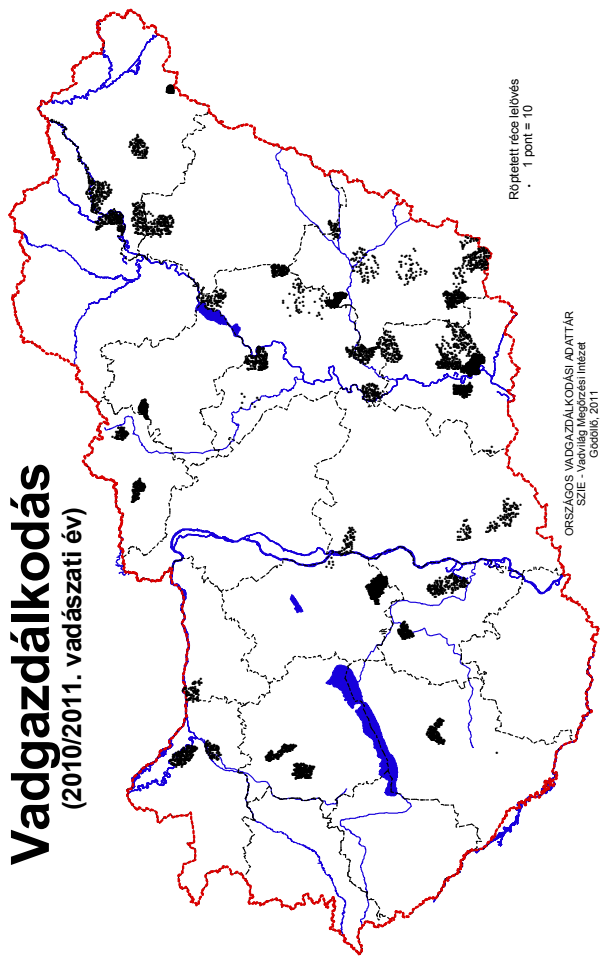 Vadgazdálkodás
(2010/2011. vadászati év)
Röptetett réce lelövés
• 1 pont = 10
ORSZÁGOS VADGAZDÁLKODÁSI ADATTÁR
SZIE - Vadvilág Megőrzési Intézet
Gödöllő, 2011